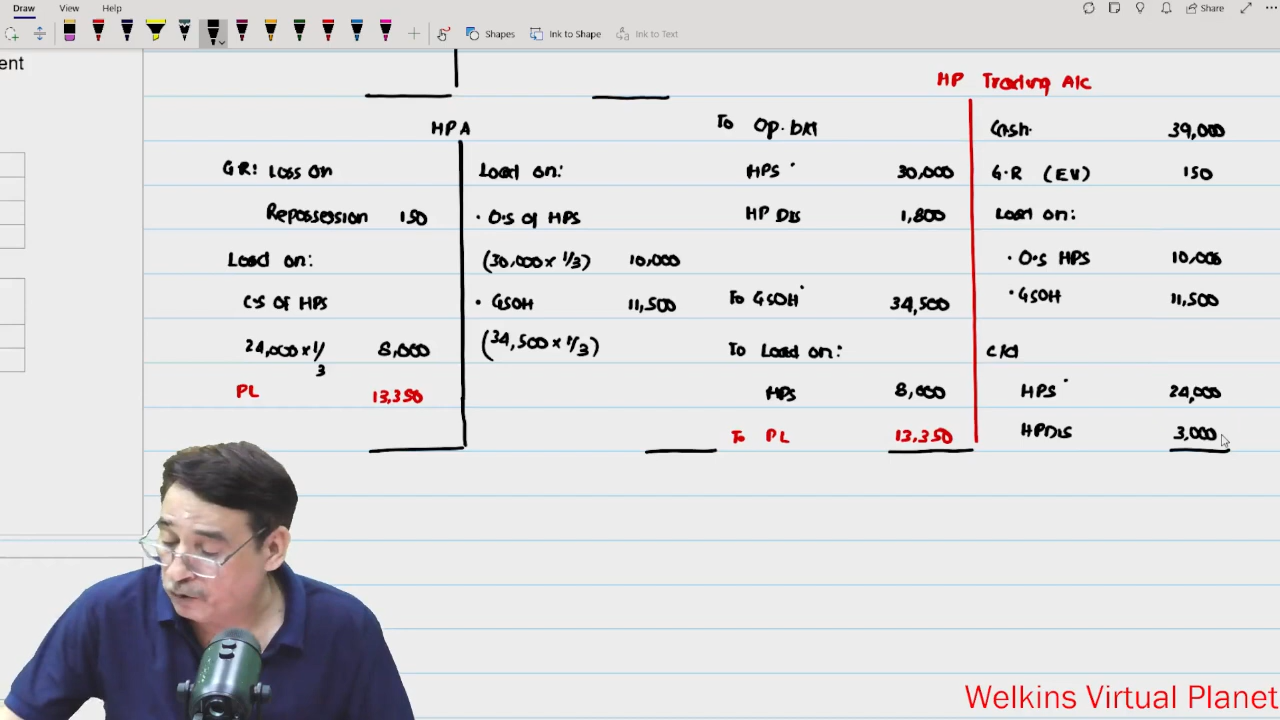 Draw View Help
Share
Shapes Ink to Shape Ink to Text
ent
HPA
GR: Loss on
Repossession 150
Load on:
C.S of HPS
24,000 x 1/3 8,000
PL 13,350
Load on:
• O.S of HPS
(30,000 x 1/3) 10,000
• GSOH 11,500
(34,500 x 1/3)
HP Trading A/c
To Op. bal
HPS 30,000
HP Dis 1,800
To GSOH 34,500
To Load on:
HPS 8,000
To PL 13,350
Cash 39,000
G.R (EV) 150
Load on:
• O.S HPS 10,000
• GSOH 11,500
c/d
HPS 24,000
HPDis 3,000
Welkins Virtual Planet